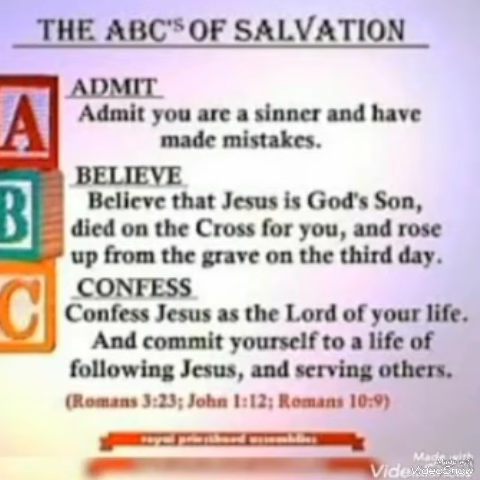 THE ABC'S OF SALVATION
A
ADMIT
Admit you are a sinner and have
made mistakes.
B
BELIEVE
Believe that Jesus is God's Son,
died on the Cross for you, and rose
up from the grave on the third day.
C
CONFESS
Confess Jesus as the Lord of your life.
And commit yourself to a life of
following Jesus, and serving others.
(Romans 3:23; John 1:12; Romans 10:9)
royal priesthood assemblies
Made with